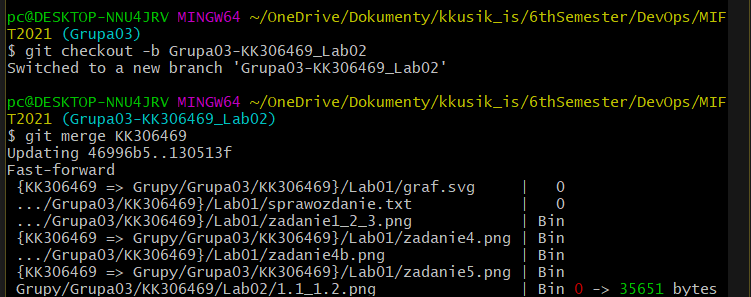 pc@DESKTOP-NNU4JRV MINGW64 ~/OneDrive/Dokumenty/kkusik_is/6thSemester/DevOps/MIF
T2021 (Grupa03)
$ git checkout -b Grupa03-KK306469_Lab02
Switched to a new branch 'Grupa03-KK306469_Lab02'
pc@DESKTOP-NNU4JRV MINGW64 ~/OneDrive/Dokumenty/kkusik_is/6thSemester/DevOps/MIF
T2021 (Grupa03-KK306469_Lab02)
$ git merge KK306469
Updating 46996b5..130513f
Fast-forward
 {KK306469 => Grupy/Grupa03/KK306469}/Lab01/graf.svg     |   0
 .../Grupa03/KK306469}/Lab01/sprawozdanie.txt            |   0
 .../Grupa03/KK306469}/Lab01/zadanie1_2_3.png            | Bin
 {KK306469 => Grupy/Grupa03/KK306469}/Lab01/zadanie4.png | Bin
 .../Grupa03/KK306469}/Lab01/zadanie4b.png               | Bin
 {KK306469 => Grupy/Grupa03/KK306469}/Lab01/zadanie5.png | Bin
 Grupy/Grupa03/KK306469/Lab02/1.1_1.2.png                | Bin 0 -> 35651 bytes